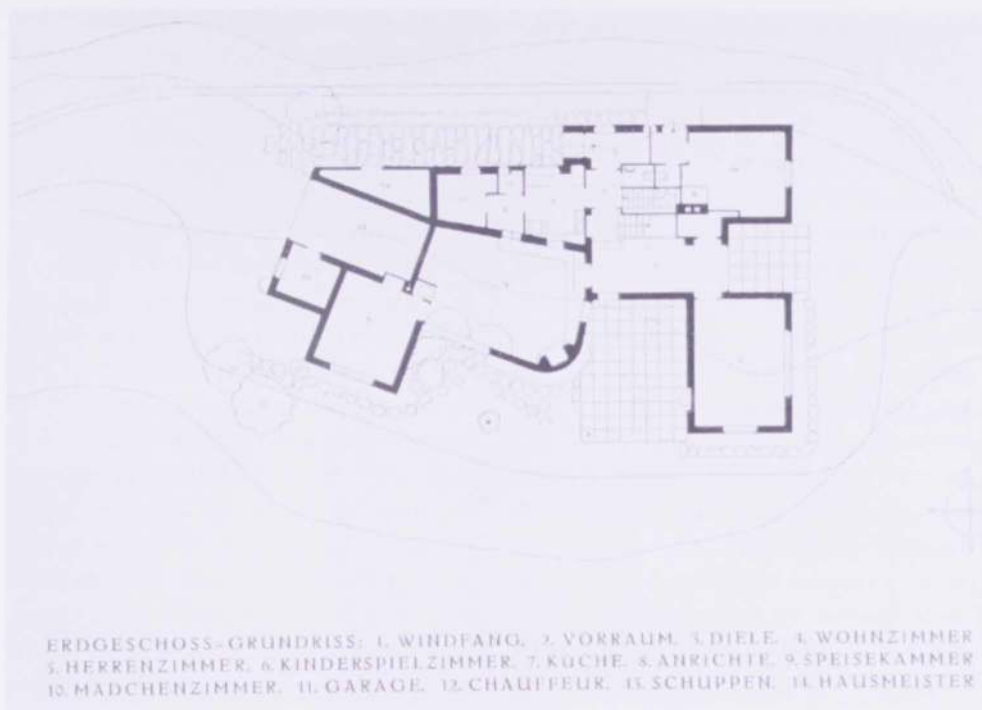 ERDGESCHOSS-GRUNDRISS: 1. WINDFANG, 2. VORRAUM, 3. DIELE, 4. WOHNZIMMER
5. HERRENZIMMER, 6. KINDERSPIELZIMMER, 7. KÜCHE, 8. ANRICHTE, 9. SPEISEKAMMER
10. MÄDCHENZIMMER, 11. GARAGE, 12. CHAUFFEUR, 13. SCHUPPEN, 14. HAUSMEISTER